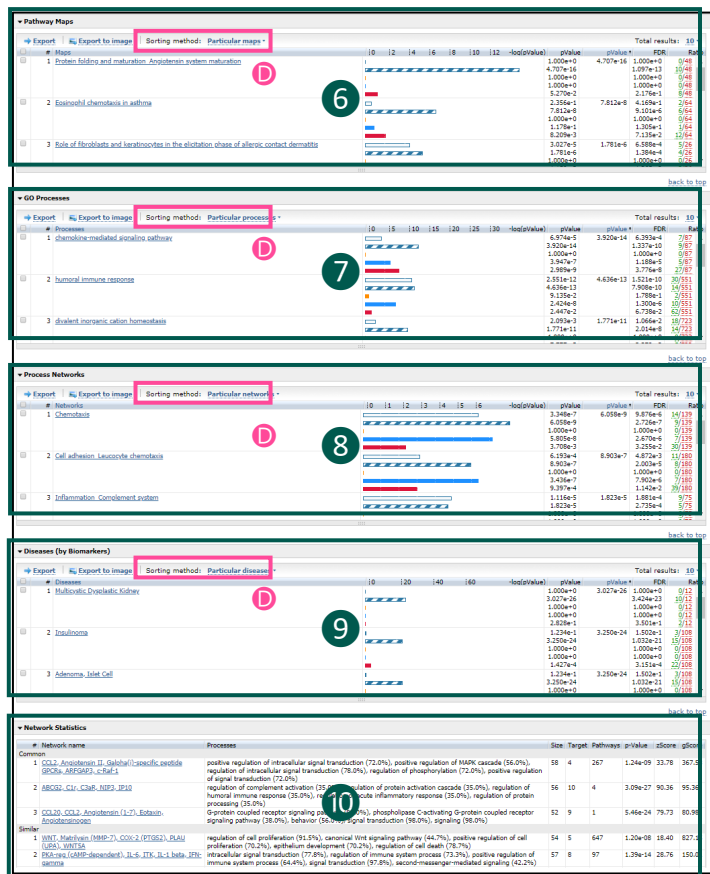 ▾ Pathway Maps
Export Export to image Sorting method: Particular maps Total results: 10
# Maps 0 2 4 6 8 10 12 -log(pValue) pValue pValue FDR Ratio
1 Protein folding and maturation_Angiotensin system maturation 1.000e+0 4.707e-16 1.000e+0 0/48
4.707e-16 1.097e-13 10/48
1.000e+0 1.000e+0 0/48
1.000e+0 1.000e+0 0/48
5.270e-2 2.176e-1 8/48
D
6
2 Eosinophil chemotaxis in asthma 2.356e-1 7.812e-8 4.169e-1 2/64
7.812e-8 9.101e-6 6/64
1.000e+0 1.000e+0 0/64
1.178e-1 1.305e-1 1/64
8.209e-3 7.135e-2 12/64
3 Role of fibroblasts and keratinocytes in the elicitation phase of allergic contact dermatitis 3.027e-5 1.781e-6 6.588e-4 5/26
1.781e-6 1.384e-4 4/26
1.000e+0 1.000e+0 0/26
back to top
▾ GO Processes
Export Export to image Sorting method: Particular processes Total results: 10
# Processes 0 5 10 15 20 25 30 -log(pValue) pValue pValue FDR Ratio
1 chemokine-mediated signaling pathway 6.974e-5 3.920e-14 6.393e-4 7/87
3.920e-14 1.337e-10 9/87
1.000e+0 1.000e+0 0/87
3.947e-7 1.188e-5 5/87
2.989e-9 3.776e-8 27/87
D
7
2 humoral immune response 2.551e-12 4.636e-13 1.521e-10 30/551
4.636e-13 7.908e-10 14/551
9.135e-2 1.788e-1 2/551
2.424e-8 1.300e-6 10/551
2.447e-2 6.738e-2 62/551
3 divalent inorganic cation homeostasis 2.093e-3 1.771e-11 1.066e-2 18/723
1.771e-11 2.014e-8 14/723
back to top
▾ Process Networks
Export Export to image Sorting method: Particular networks Total results: 10
# Networks 0 1 2 3 4 5 6 -log(pValue) pValue pValue FDR Ratio
1 Chemotaxis 3.348e-7 6.058e-9 9.876e-6 14/139
6.058e-9 2.726e-7 9/139
1.000e+0 1.000e+0 0/139
5.805e-8 2.670e-6 7/139
3.708e-3 3.255e-2 30/139
D
8
2 Cell adhesion_Leucocyte chemotaxis 6.193e-4 8.903e-7 4.872e-3 11/180
8.903e-7 2.003e-5 8/180
1.000e+0 1.000e+0 0/180
3.436e-7 7.902e-6 7/180
9.397e-4 1.142e-2 39/180
3 Inflammation_Complement system 1.116e-5 1.823e-5 1.881e-4 9/75
1.823e-5 2.735e-4 5/75
back to top
▾ Diseases (by Biomarkers)
Export Export to image Sorting method: Particular diseases Total results: 10
# Diseases 0 20 40 60 -log(pValue) pValue pValue FDR Ratio
1 Multicystic Dysplastic Kidney 1.000e+0 3.027e-26 1.000e+0 0/12
3.027e-26 3.424e-23 10/12
1.000e+0 1.000e+0 0/12
1.000e+0 1.000e+0 0/12
2.828e-1 3.501e-1 2/12
D
9
2 Insulinoma 1.234e-1 3.250e-24 1.502e-1 3/108
3.250e-24 1.032e-21 15/108
1.000e+0 1.000e+0 0/108
1.000e+0 1.000e+0 0/108
1.427e-4 3.151e-4 22/108
3 Adenoma, Islet Cell 1.234e-1 3.250e-24 1.502e-1 3/108
3.250e-24 1.032e-21 15/108
1.000e+0 1.000e+0 0/108
back to top
▾ Network Statistics
# Network name Processes Size Target Pathways p-Value zScore gScore
Common
1 CCL2, Angiotensin II, Galpha(i)-specific peptide positive regulation of intracellular signal transduction (72.0%), positive regulation of MAPK cascade (56.0%), 58 4 267 1.24e-09 33.78 367.5
GPCRs, ARFGAP3, c-Raf-1 regulation of intracellular signal transduction (78.0%), regulation of phosphorylation (72.0%), positive regulation
of signal transduction (72.0%)
2 ABCG2, C1r, C3aR, NIP3, IP10 regulation of complement activation (35.0%), regulation of protein activation cascade (35.0%), regulation of 56 10 4 3.09e-27 90.36 95.36
humoral immune response (35.0%), acute inflammatory response (35.0%), regulation of protein
processing (35.0%)
10
3 CCL20, CCL2, Angiotensin (1-7), Eotaxin, G-protein coupled receptor signaling phospholipase C-activating G-protein coupled receptor 52 9 1 5.46e-24 79.73 80.98
Angiotensinogen signaling pathway (38.0%), behavior (56.0%), signal transduction (98.0%), signaling (98.0%)
Similar
1 WNT, Matrilysin (MMP-7), COX-2 (PTGS2), PLAU regulation of cell proliferation (91.5%), canonical Wnt signaling pathway (44.7%), positive regulation of cell 54 5 647 1.20e-08 18.40 827.1
(UPA), WNT5A proliferation (70.2%), epithelium development (70.2%), regulation of cell death (78.7%)
2 PKA-reg (cAMP-dependent), IL-6, ITK, IL-1 beta, IFN- intracellular signal transduction (77.8%), regulation of immune system process (73.3%), positive regulation of 57 8 97 1.39e-14 28.76 150.0
gamma immune system process (64.4%), signal transduction (97.8%), second-messenger-mediated signaling (42.2%)